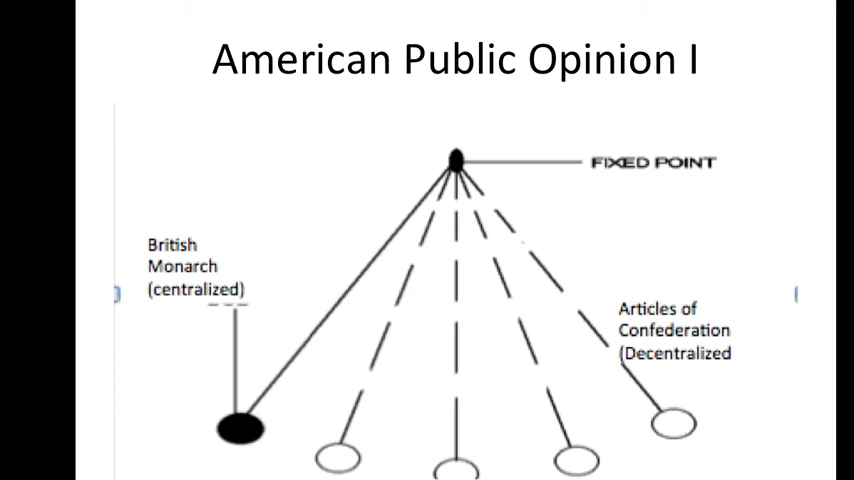 American Public Opinion I
FIXED POINT
British
Monarch
(centralized)
Articles of
Confederation
(Decentralized